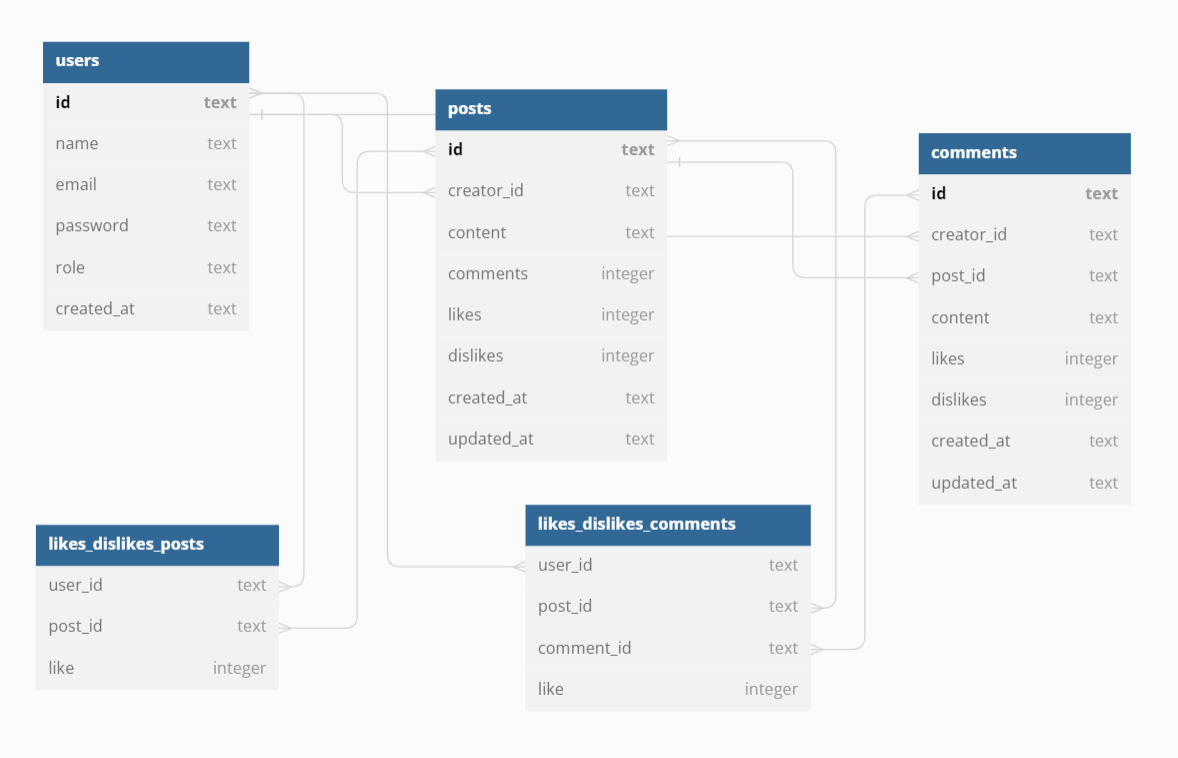 users
id text
name text
email text
password text
role text
created_at text
posts
id text
creator_id text
content text
comments integer
likes integer
dislikes integer
created_at text
updated_at text
comments
id text
creator_id text
post_id text
content text
likes integer
dislikes integer
created_at text
updated_at text
likes_dislikes_posts
user_id text
post_id text
like integer
likes_dislikes_comments
user_id text
post_id text
comment_id text
like integer